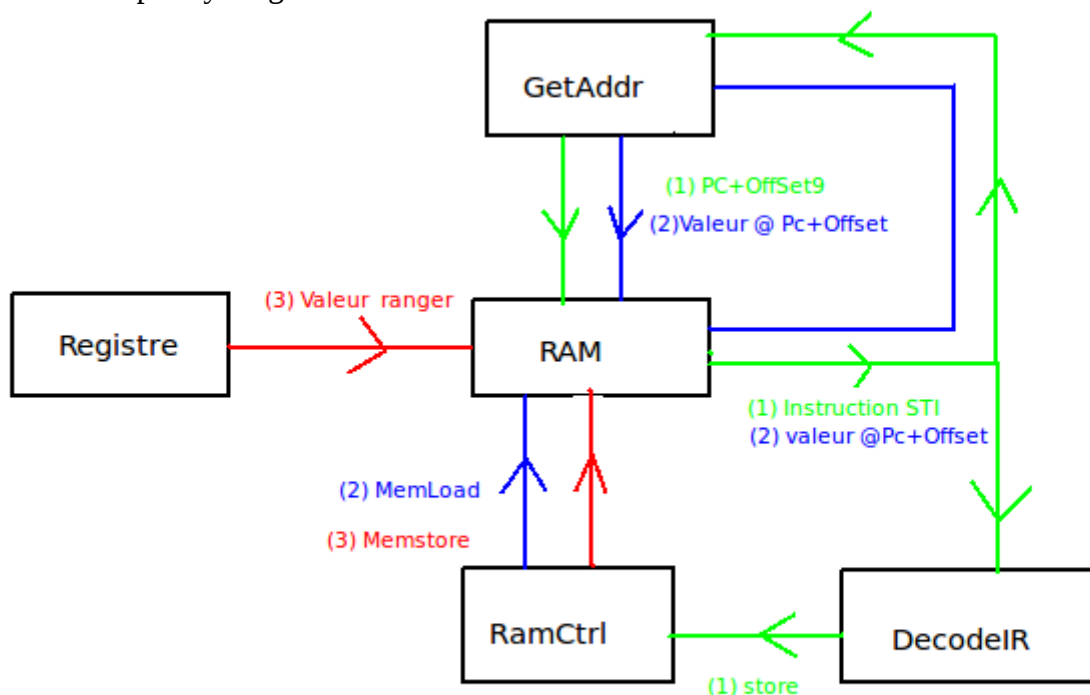 GetAddr
(1) PC+OffSet9
(2)Valeur @ Pc+Offset
(3) Valeur ranger
Registre
RAM
(1) Instruction STI
(2) valeur @Pc+Offset
(2) MemLoad
(3) Memstore
RamCtrl
DecodeIR
(1) store